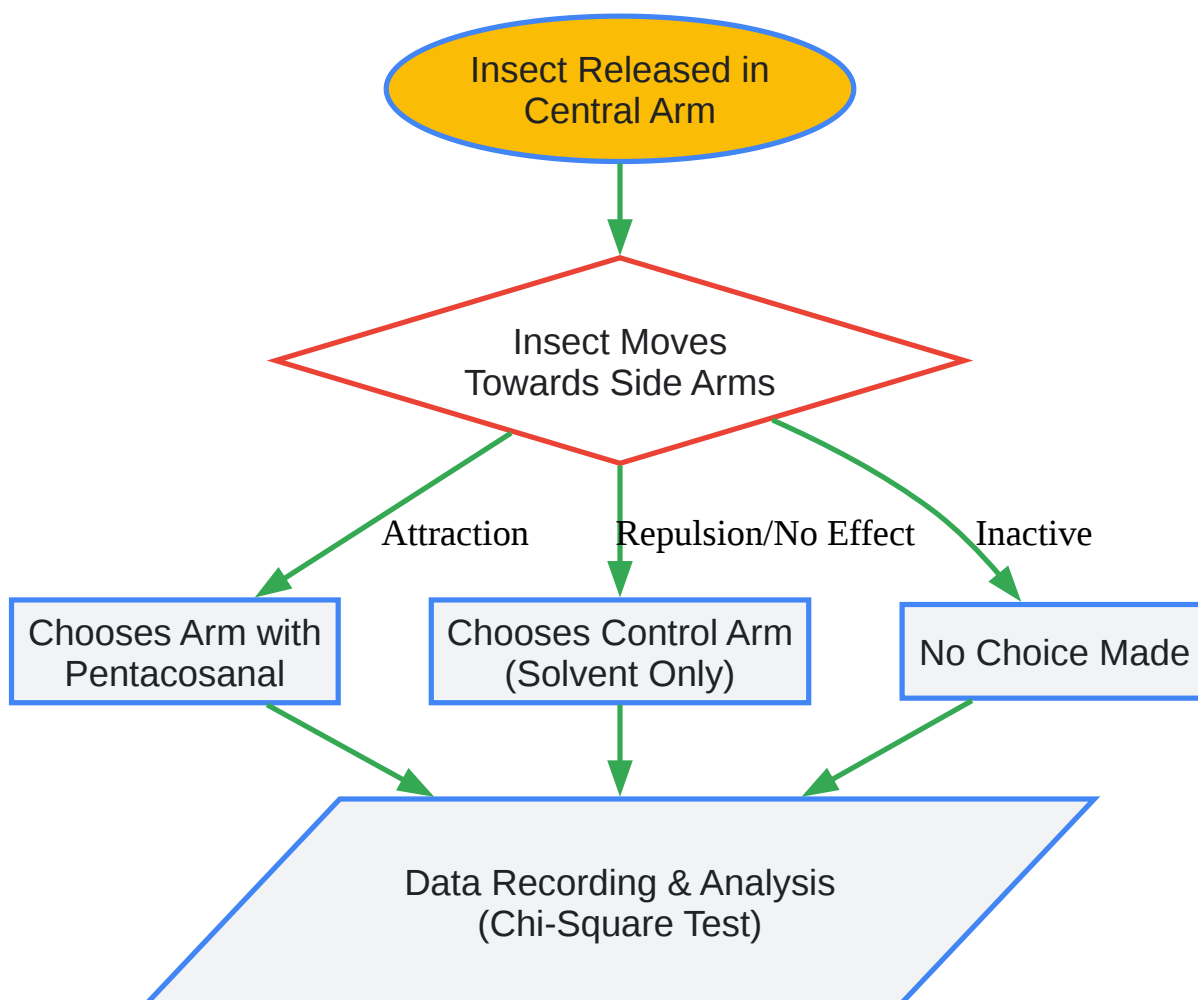 Insect Released in
Central Arm
Insect Moves
Towards Side Arms
Attraction
Repulsion/No Effect
Inactive
Chooses Arm with
Pentacosanal
Chooses Control Arm
(Solvent Only)
No Choice Made
Data Recording & Analysis
(Chi-Square Test)